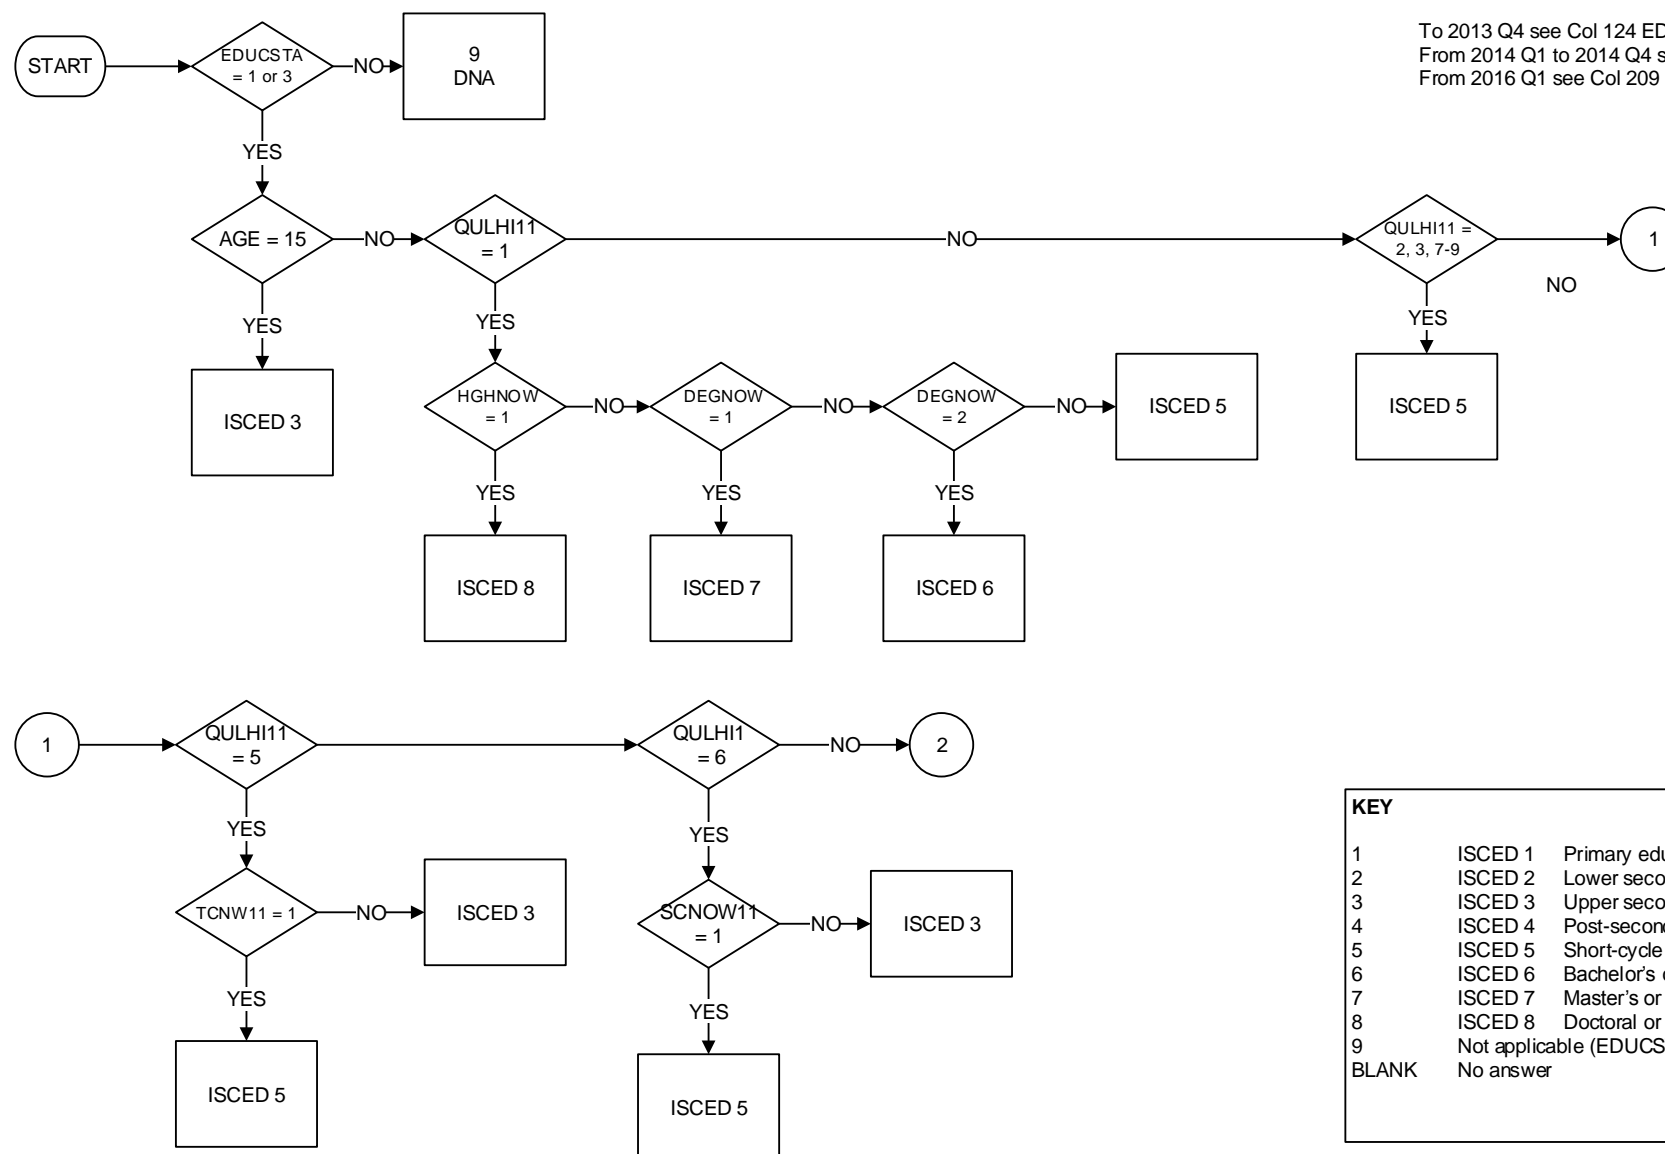 To 2013 Q4 see Col 124 ED
From 2014 Q1 to 2014 Q4 s
From 2016 Q1 see Col 209
START
EDUCSTA
= 1 or 3
NO
9
DNA
YES
AGE = 15
NO
QULHI11
= 1
NO
QULHI11 =
2, 3, 7-9
1
NO
YES
YES
YES
ISCED 3
HGHNOW
= 1
NO
DEGNOW
= 1
NO
DEGNOW
= 2
NO
ISCED 5
ISCED 5
YES
YES
YES
ISCED 8
ISCED 7
ISCED 6
1
QULHI11
= 5
QULHI1
= 6
NO
2
YES
YES
TCNW11 = 1
NO
ISCED 3
SCNOW11
= 1
NO
ISCED 3
YES
YES
ISCED 5
ISCED 5
KEY
1 ISCED 1 Primary edu
2 ISCED 2 Lower seco
3 ISCED 3 Upper seco
4 ISCED 4 Post-second
5 ISCED 5 Short-cycle
6 ISCED 6 Bachelor's
7 ISCED 7 Master's or
8 ISCED 8 Doctoral or
9 Not applicable (EDUCS
BLANK No answer